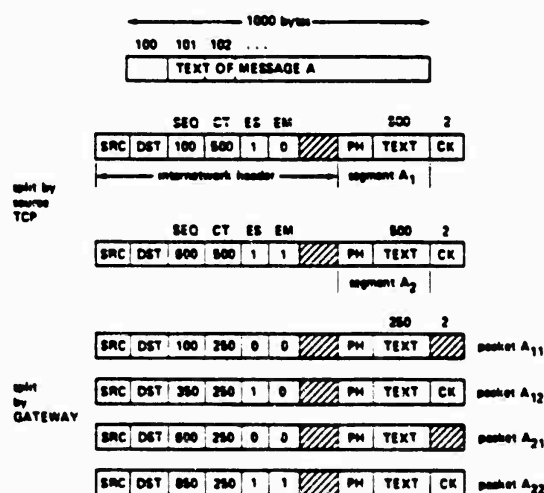 1000 bytes
100 101 102 ...
TEXT OF MESSAGE A
SEQ CT ES EM 500 2
SRC DST 100 500 1 0 PH TEXT CK
internetwork header segment A1
split by
source
TCP
SEQ CT ES EM 500 2
SRC DST 600 500 1 1 PH TEXT CK
segment A2
250 2
SRC DST 100 250 0 0 PH TEXT packet A11
SRC DST 350 250 1 0 PH TEXT CK packet A12
split
by
GATEWAY
SRC DST 600 250 0 0 PH TEXT packet A21
SRC DST 850 250 1 1 PH TEXT CK packet A22